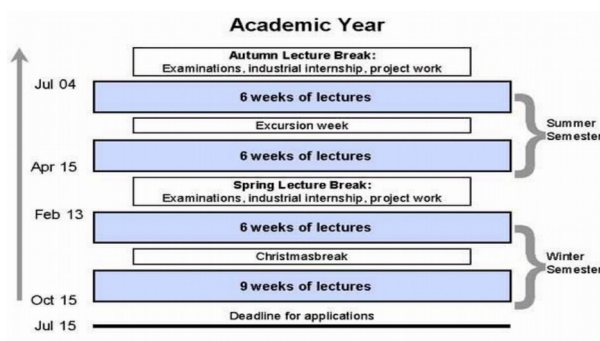 Academic Year
Autumn Lecture Break:
Examinations, industrial internship, project work
Jul 04
6 weeks of lectures
Excursion week
Summer
Semester
6 weeks of lectures
Apr 15
Spring Lecture Break:
Examinations, industrial internship, project work
Feb 13
6 weeks of lectures
Christmasbreak
Winter
Semester
9 weeks of lectures
Oct 15
Deadline for applications
Jul 15